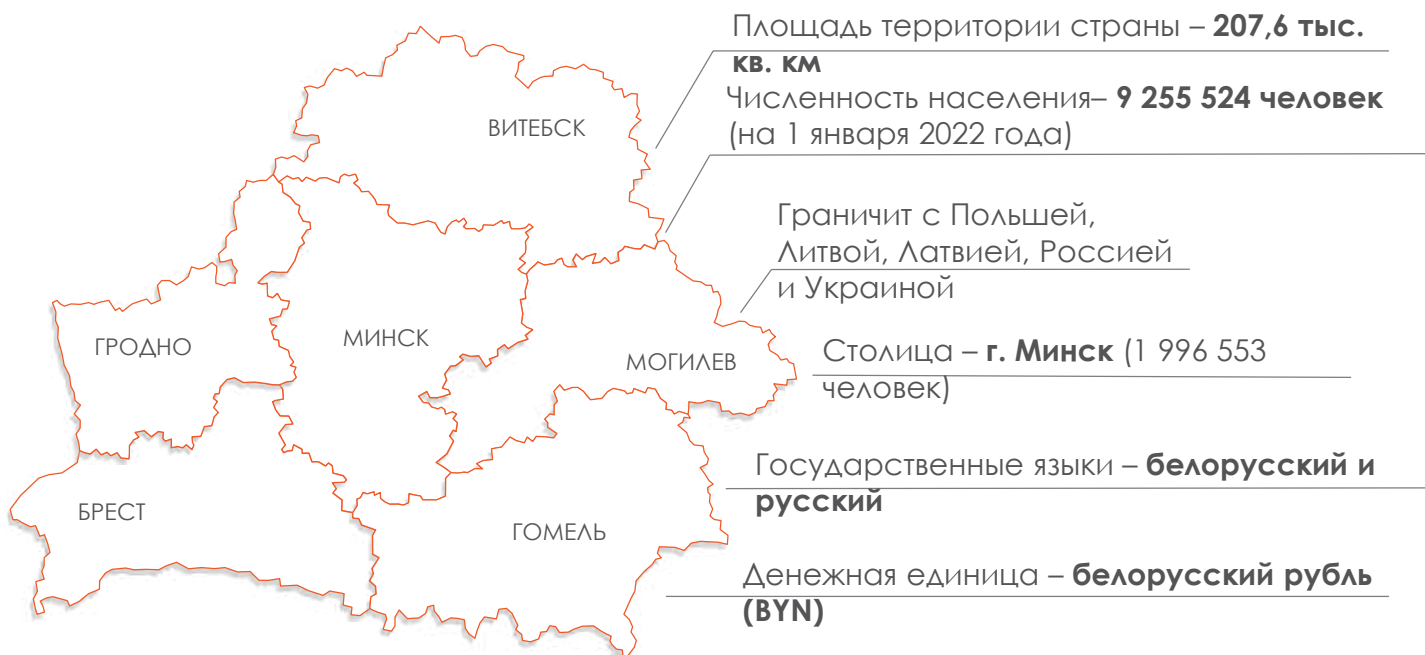 Площадь территории страны – 207,6 тыс.
кв. км
Численность населения– 9 255 524 человек
(на 1 января 2022 года)
ВИТЕБСК
Граничит с Польшей,
Литвой, Латвией, Россией
и Украиной
ГРОДНО
МИНСК
МОГИЛЕВ
Столица – г. Минск (1 996 553
человек)
Государственные языки – белорусский и
русский
БРЕСТ
ГОМЕЛЬ
Денежная единица – белорусский рубль
(BYN)